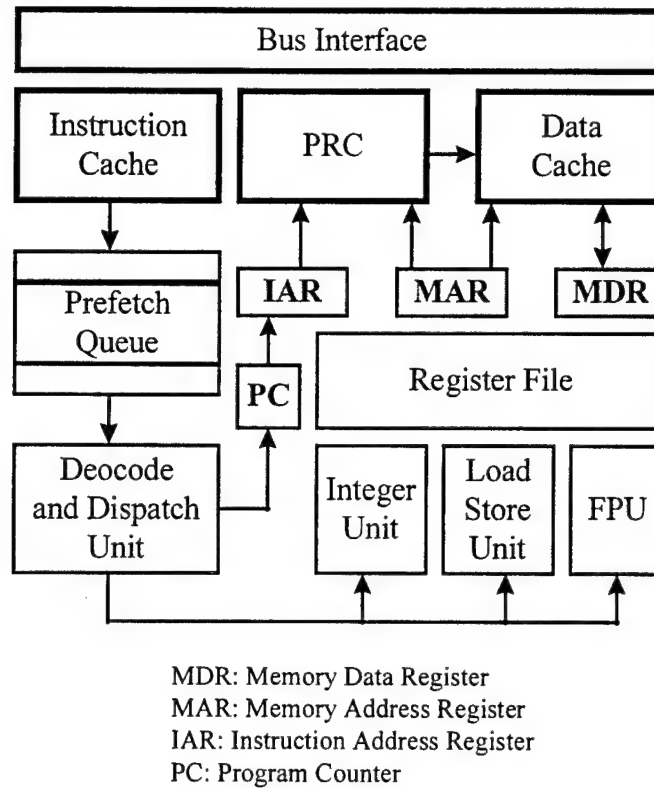 Bus Interface
Instruction
Cache
PRC
Data
Cache
IAR
MAR
MDR
Prefetch
Queue
PC
Register File
Deocode
and Dispatch
Unit
Integer
Unit
Load
Store
Unit
FPU
MDR: Memory Data Register
MAR: Memory Address Register
IAR: Instruction Address Register
PC: Program Counter